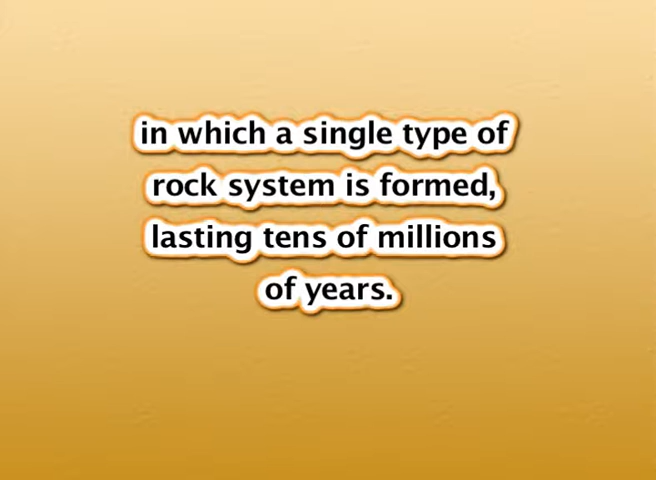 in which a single type of
rock system is formed,
lasting tens of millions
of years.